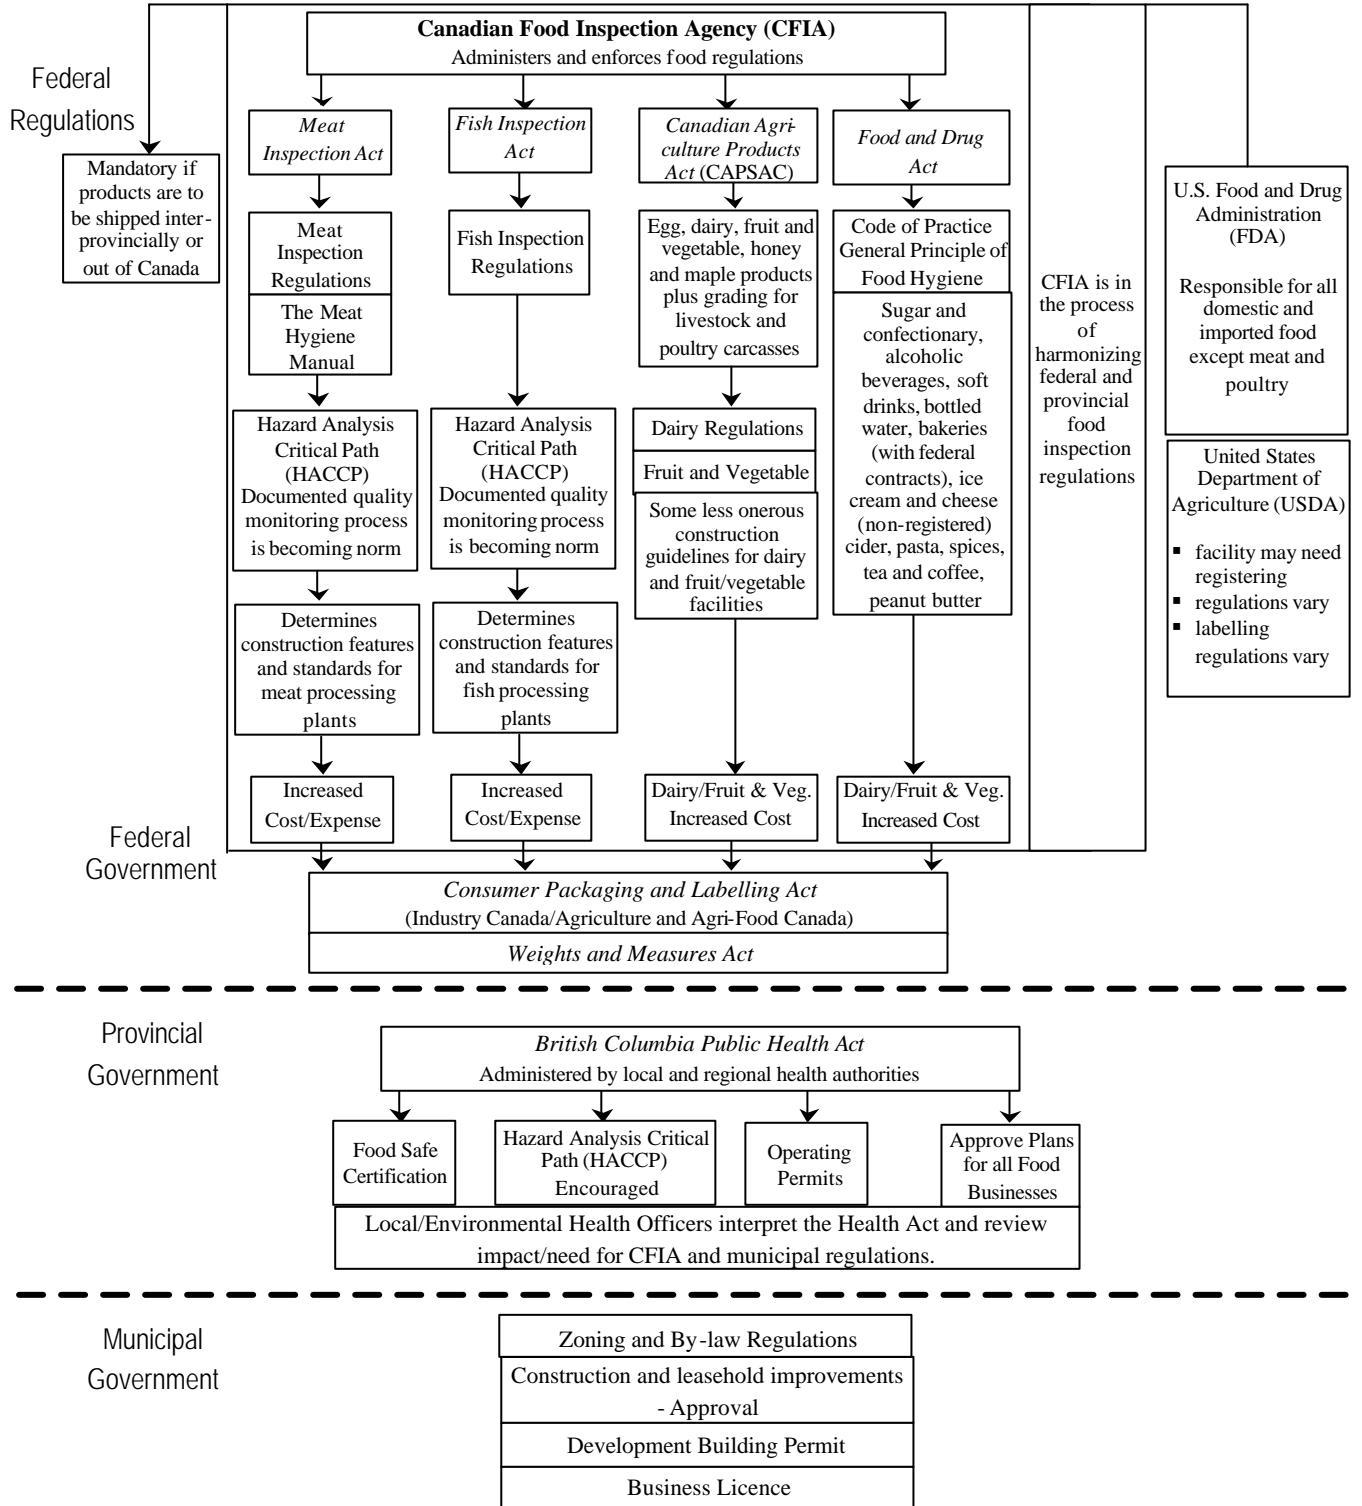 Canadian Food Inspection Agency (CFIA)
Administers and enforces food regulations
Federal
Regulations
Mandatory if
products are to
be shipped inter-
provincially or
out of Canada
Meat
Inspection Act
Meat
Inspection
Regulations
The Meat
Hygiene
Manual
Hazard Analysis
Critical Path
(HACCP)
Documented quality
monitoring process
is becoming norm
Determines
construction features
and standards for
meat processing
plants
Increased
Cost/Expense
Fish Inspection
Act
Fish Inspection
Regulations
Hazard Analysis
Critical Path
(HACCP)
Documented quality
monitoring process
is becoming norm
Determines
construction features
and standards for
fish processing
plants
Increased
Cost/Expense
Canadian Agri-
culture Products
Act (CAPSAC)
Egg, dairy, fruit and
vegetable, honey
and maple products
plus grading for
livestock and
poultry carcasses
Dairy Regulations
Fruit and Vegetable
Some less onerous
construction
guidelines for dairy
and fruit/vegetable
facilities
Dairy/Fruit & Veg.
Increased Cost
Food and Drug
Act
Code of Practice
General Principle of
Food Hygiene
Sugar and
confectionary,
alcoholic
beverages, soft
drinks, bottled
water, bakeries
(with federal
contracts), ice
cream and cheese
(non-registered)
cider, pasta, spices,
tea and coffee,
peanut butter
Dairy/Fruit & Veg.
Increased Cost
CFIA is in
the process
of
harmonizing
federal and
provincial
food
inspection
regulations
U.S. Food and Drug
Administration
(FDA)
Responsible for all
domestic and
imported food
except meat and
poultry
United States
Department of
Agriculture (USDA)
▪ facility may need
registering
▪ regulations vary
▪ labelling
regulations vary
Federal
Government
Consumer Packaging and Labelling Act
(Industry Canada/Agriculture and Agri-Food Canada)
Weights and Measures Act
Provincial
Government
British Columbia Public Health Act
Administered by local and regional health authorities
Food Safe
Certification
Hazard Analysis Critical
Path (HACCP)
Encouraged
Operating
Permits
Approve Plans
for all Food
Businesses
Local/Environmental Health Officers interpret the Health Act and review
impact/need for CFIA and municipal regulations.
Municipal
Government
Zoning and By-law Regulations
Construction and leasehold improvements
- Approval
Development Building Permit
Business Licence